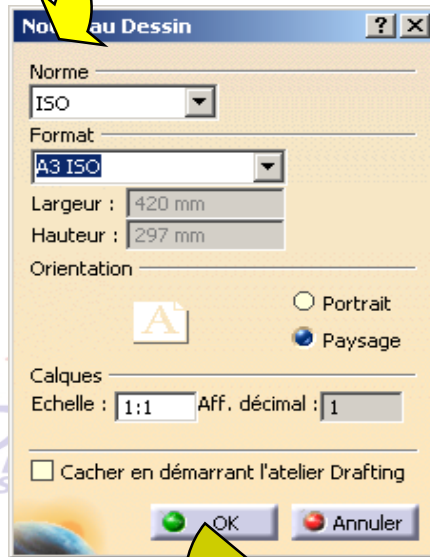 Nouveau Dessin
Norme
ISO
Format
A3 ISO
Largeur : 420 mm
Hauteur : 297 mm
Orientation
A
Portrait
Paysage
Calques
Echelle : 1:1 Aff. décimal : 1
Cacher en démarrant l'atelier Drafting
OK Annuler